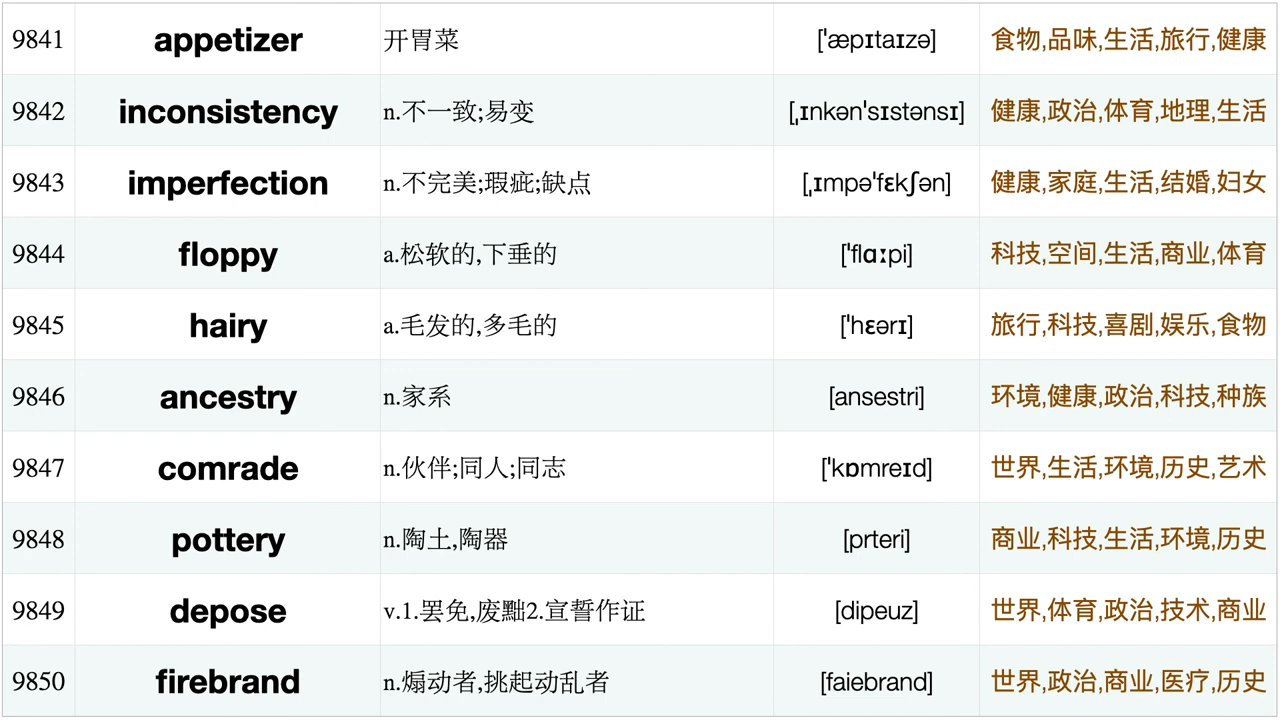 9841 appetizer 开胃菜 [ˈæpɪtaɪzə] 食物,品味,生活,旅行,健康
9842 inconsistency n.不一致;易变 [ˌɪnkənˈsɪstənsɪ] 健康,政治,体育,地理,生活
9843 imperfection n.不完美;瑕疵;缺点 [ˌɪmpəˈfɛkʃən] 健康,家庭,生活,结婚,妇女
9844 floppy a.松软的,下垂的 [ˈflɑːpi] 科技,空间,生活,商业,体育
9845 hairy a.毛发的,多毛的 [ˈhɛərɪ] 旅行,科技,喜剧,娱乐,食物
9846 ancestry n.家系 [ansestri] 环境,健康,政治,科技,种族
9847 comrade n.伙伴;同人;同志 [ˈkɒmreɪd] 世界,生活,环境,历史,艺术
9848 pottery n.陶土,陶器 [prteri] 商业,科技,生活,环境,历史
9849 depose v.1.罢免,废黜2.宣誓作证 [dipeuz] 世界,体育,政治,技术,商业
9850 firebrand n.煽动者,挑起动乱者 [faiebrand] 世界,政治,商业,医疗,历史